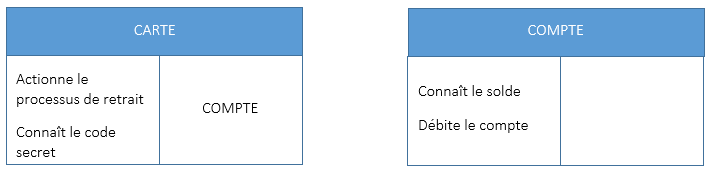 CARTE
Actionne le
processus de retrait
Connaît le code
secret
COMPTE
COMPTE
Connaît le solde
Débite le compte